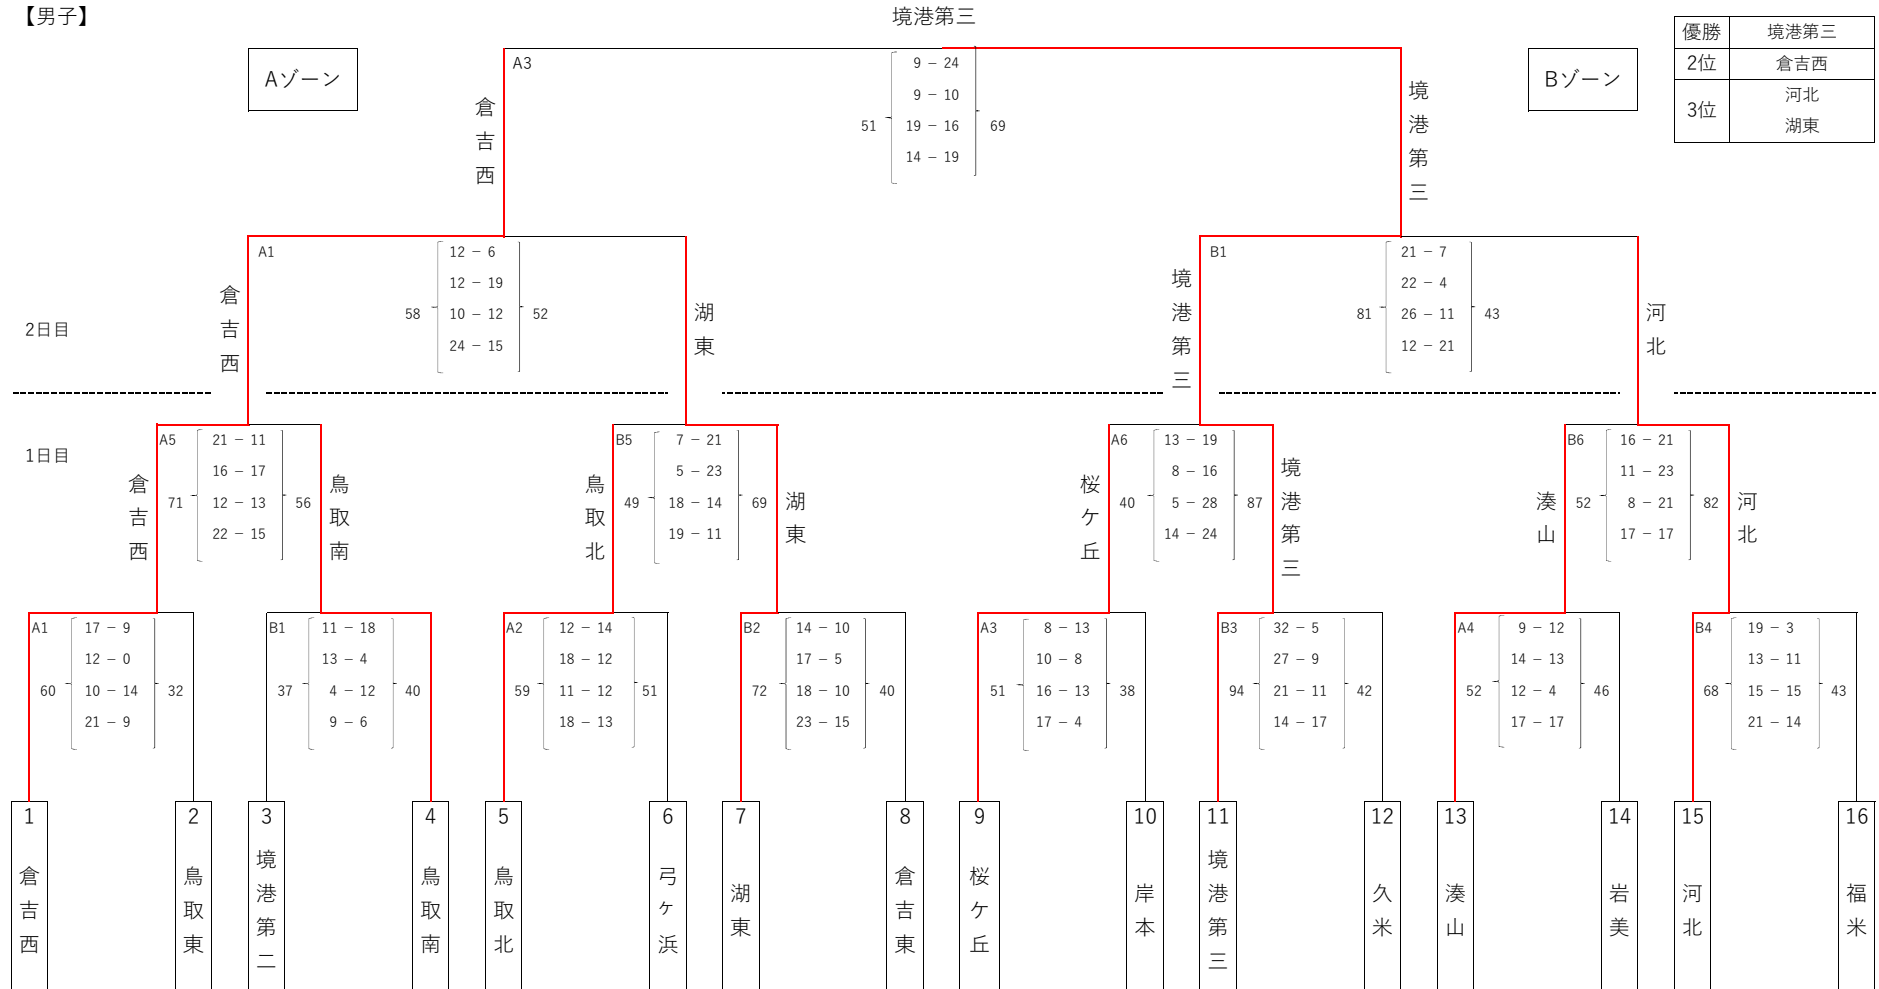 【男子】
境港第三
優勝 境港第三
2位 倉吉西
3位 河北
湖東
Aゾーン
Bゾーン
A3
倉吉西
境港第三
9 − 24
9 − 10
51 19 − 16 69
14 − 19
2日目
A1
倉吉西
湖東
12 − 6
12 − 19
58 10 − 12 52
24 − 15
B1
境港第三
河北
21 − 7
22 − 4
81 26 − 11 43
12 − 21
1日目
A5
倉吉西
鳥取南
21 − 11
16 − 17
71 12 − 13 56
22 − 15
B5
鳥取北
湖東
7 − 21
5 − 23
49 18 − 14 69
19 − 11
A6
桜ケ丘
境港第三
13 − 19
8 − 16
40 5 − 28 87
14 − 24
B6
湊山
河北
16 − 21
11 − 23
52 8 − 21 82
17 − 17
A1
17 − 9
12 − 0
60 10 − 14 32
21 − 9
B1
11 − 18
13 − 4
37 4 − 12 40
9 − 6
A2
12 − 14
18 − 12
59 11 − 12 51
18 − 13
B2
14 − 10
17 − 5
72 18 − 10 40
23 − 15
A3
8 − 13
10 − 8
51 16 − 13 38
17 − 4
B3
32 − 5
27 − 9
94 21 − 11 42
14 − 17
A4
9 − 12
14 − 13
52 12 − 4 46
17 − 17
B4
19 − 3
13 − 11
68 15 − 15 43
21 − 14
1 倉吉西
2 鳥取東
3 境港第二
4 鳥取南
5 鳥取北
6 弓ヶ浜
7 湖東
8 倉吉東
9 桜ケ丘
10 岸本
11 境港第三
12 久米
13 湊山
14 岩美
15 河北
16 福米